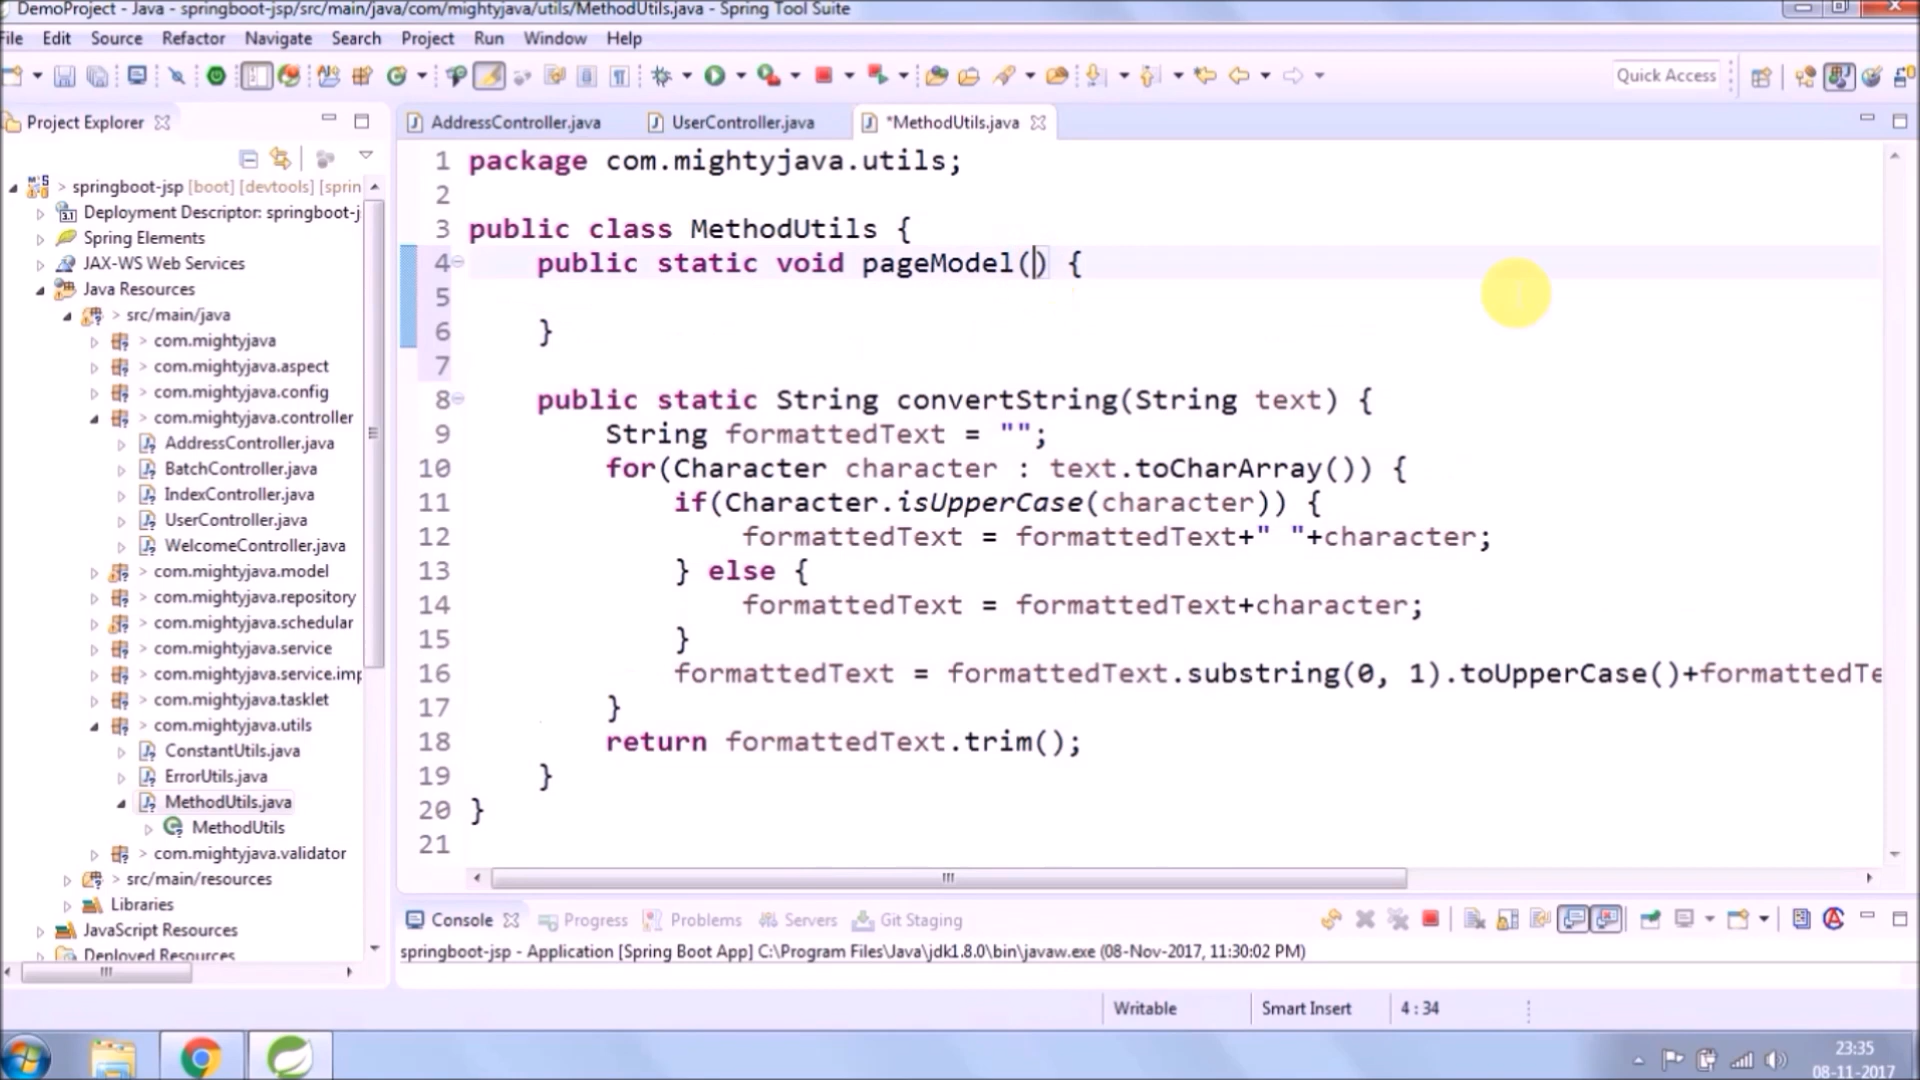 DemoProject - Java - springboot-jsp/src/main/java/com/mightyjava/utils/MethodUtils.java - Spring Tool Suite
File Edit Source Refactor Navigate Search Project Run Window Help
Quick Access
Project Explorer
AddressController.java UserController.java *MethodUtils.java
> springboot-jsp [boot] [devtools] [sprin
Deployment Descriptor: springboot-j
Spring Elements
JAX-WS Web Services
Java Resources
> src/main/java
> com.mightyjava
> com.mightyjava.aspect
> com.mightyjava.config
> com.mightyjava.controller
> AddressController.java
> BatchController.java
> IndexController.java
> UserController.java
> WelcomeController.java
> com.mightyjava.model
> com.mightyjava.repository
> com.mightyjava.schedular
> com.mightyjava.service
> com.mightyjava.service.imp
> com.mightyjava.tasklet
> com.mightyjava.utils
> ConstantUtils.java
> ErrorUtils.java
> MethodUtils.java
MethodUtils
> com.mightyjava.validator
> src/main/resources
Libraries
JavaScript Resources
Deployed Resources
1 package com.mightyjava.utils;
2
3 public class MethodUtils {
4 public static void pageModel() {
5
6 }
7
8 public static String convertString(String text) {
9 String formattedText = "";
10 for(Character character : text.toCharArray()) {
11 if(Character.isUpperCase(character)) {
12 formattedText = formattedText+" "+character;
13 } else {
14 formattedText = formattedText+character;
15 }
16 formattedText = formattedText.substring(0, 1).toUpperCase()+formattedTe
17 }
18 return formattedText.trim();
19 }
20 }
21
Console Progress Problems Servers Git Staging
springboot-jsp - Application [Spring Boot App] C:\Program Files\Java\jdk1.8.0\bin\javaw.exe (08-Nov-2017, 11:30:02 PM)
Writable Smart Insert 4 : 34
23:35
08-11-2017